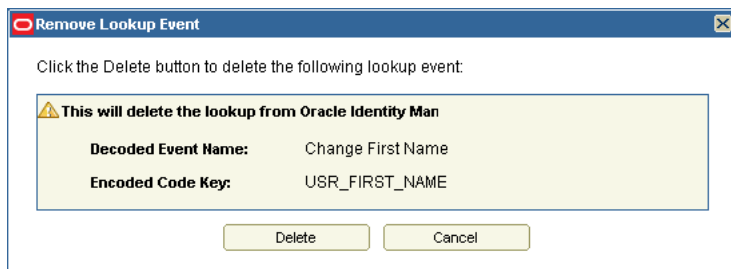 Remove Lookup Event
Click the Delete button to delete the following lookup event:
This will delete the lookup from Oracle Identity Man
Decoded Event Name: Change First Name
Encoded Code Key: USR_FIRST_NAME
Delete Cancel